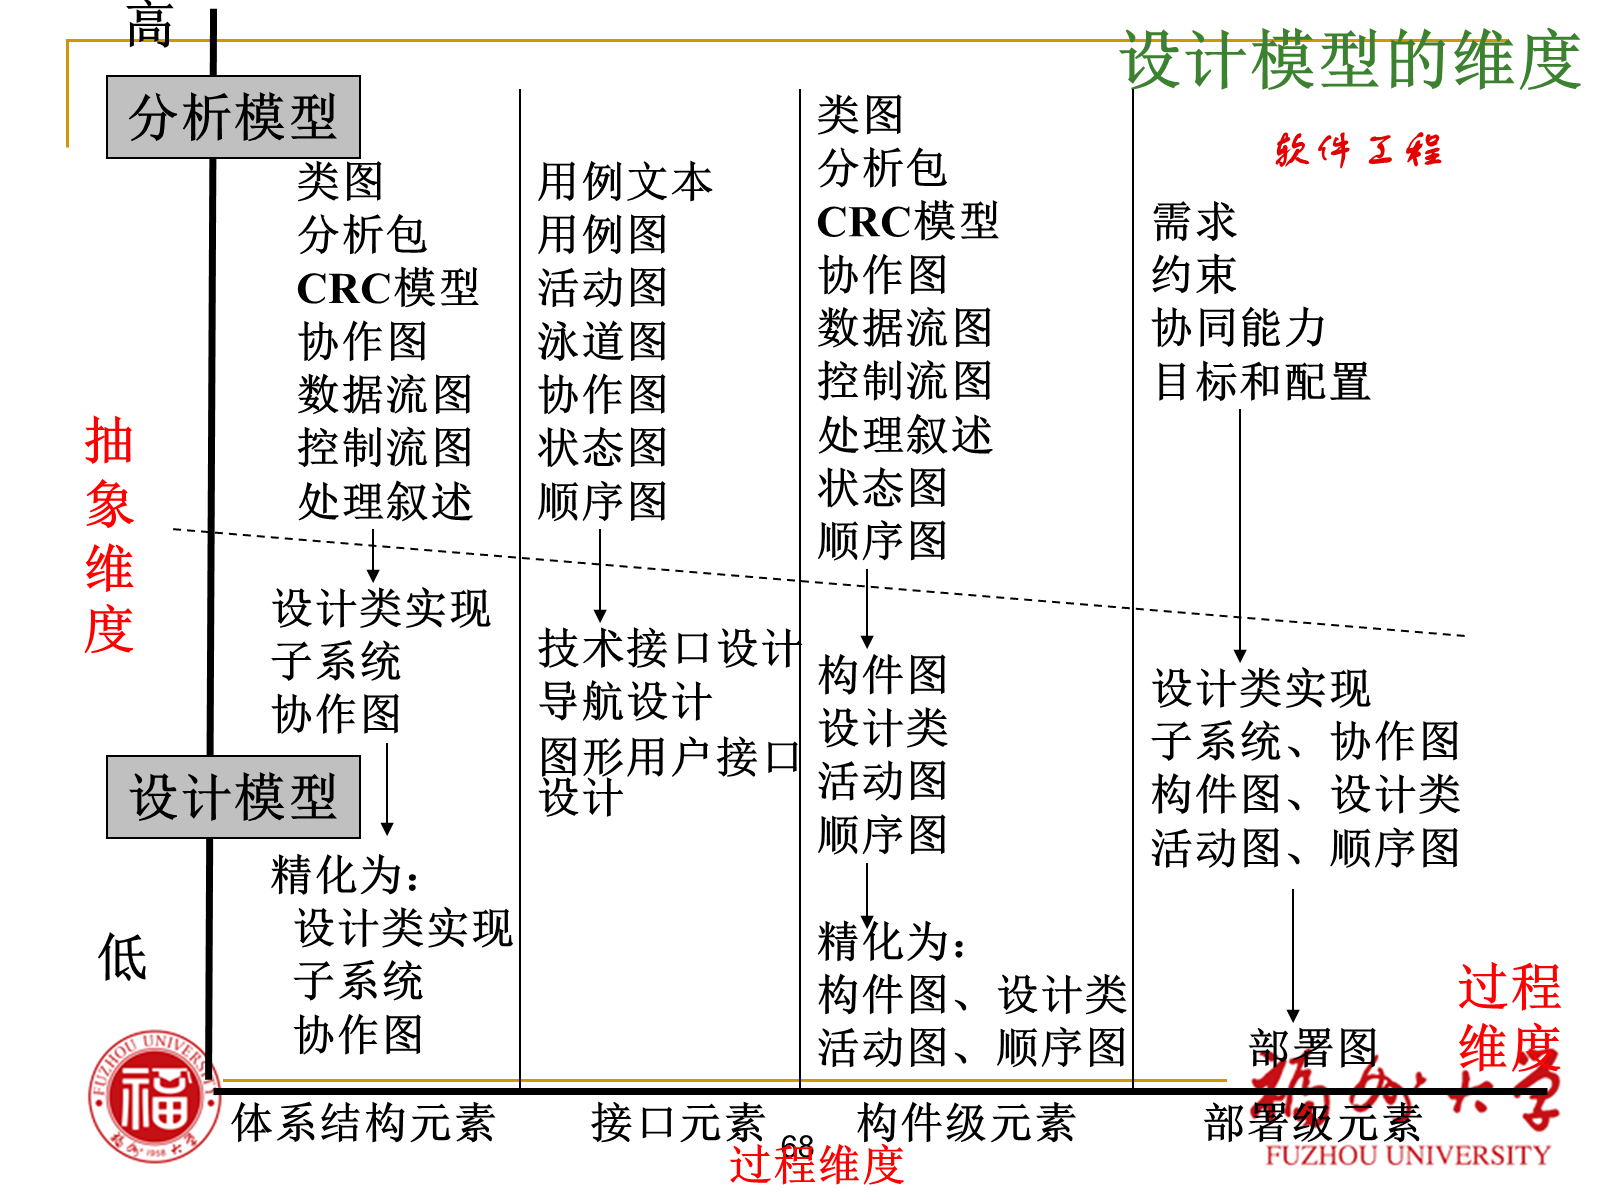 高
设计模型的维度
软件工程
分析模型
类图
分析包
CRC模型
协作图
数据流图
控制流图
处理叙述
设计类实现
子系统
协作图
设计模型
精化为：
设计类实现
子系统
协作图
用例文本
用例图
活动图
泳道图
协作图
状态图
顺序图
技术接口设计
导航设计
图形用户接口
设计
类图
分析包
CRC模型
协作图
数据流图
控制流图
处理叙述
状态图
顺序图
构件图
设计类
活动图
顺序图
精化为：
构件图、设计类
活动图、顺序图
需求
约束
协同能力
目标和配置
设计类实现
子系统、协作图
构件图、设计类
活动图、顺序图
部署图
抽
象
维
度
低
过程
维度
体系结构元素
接口元素
构件级元素
部署级元素
68
过程维度
FUZHOU UNIVERSITY
福
福州大学
1958
福州大学
FUZHOU UNIVERSITY